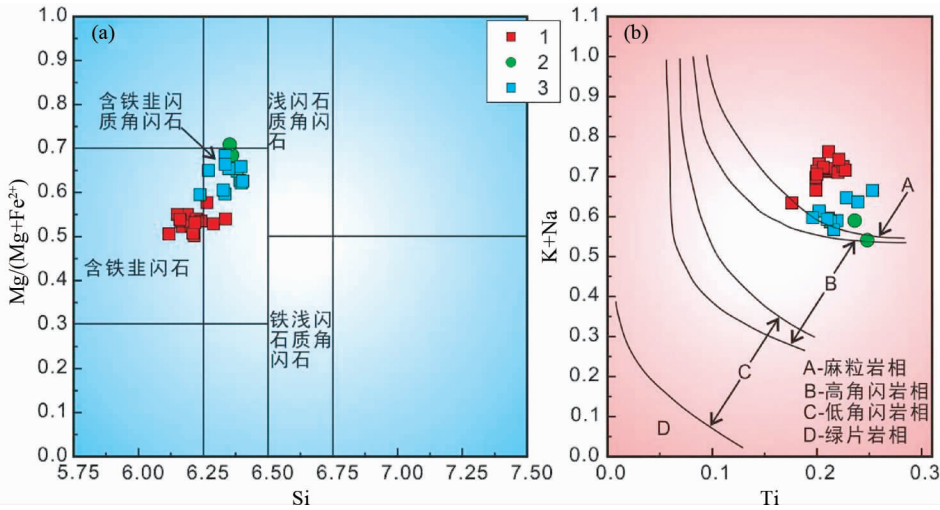 (a)
1.0
0.9
0.8
0.7
0.6
0.5
0.4
0.3
0.2
0.1
0.0
Mg/(Mg+Fe²⁺)
5.75
6.00
6.25
6.50
6.75
7.00
7.25
7.50
Si
含铁韭闪
质角闪石
浅闪石
质角闪
石
含铁韭闪石
铁浅闪
石质角
闪石
1
2
3
(b)
1.1
1.0
0.9
0.8
0.7
0.6
0.5
0.4
0.3
0.2
0.1
0.0
K+Na
0.0
0.1
0.2
0.3
Ti
A
B
C
D
A-麻粒岩相
B-高角闪岩相
C-低角闪岩相
D-绿片岩相